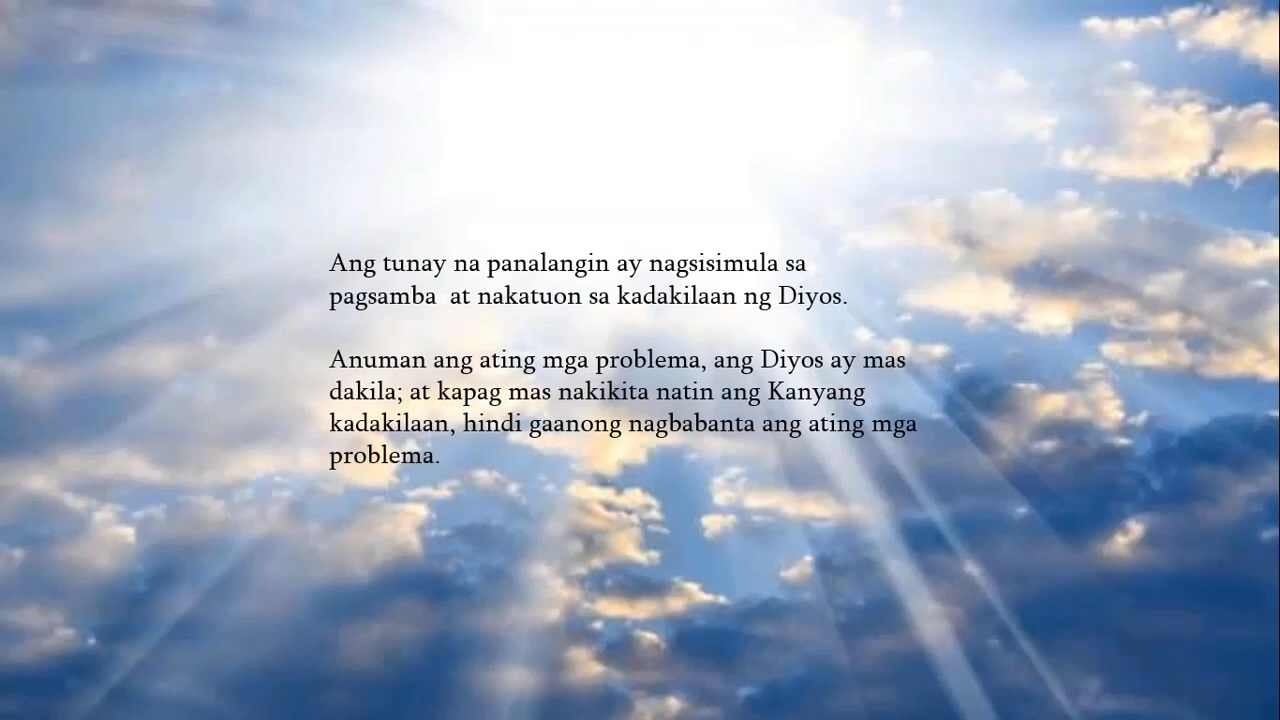 Ang tunay na panalangin ay nagsisimula sa
pagsamba  at nakatuon sa kadakilaan ng Diyos.
Anuman ang ating mga problema, ang Diyos ay mas
dakila; at kapag mas nakikita natin ang Kanyang
kadakilaan, hindi gaanong nagbabanta ang ating mga
problema.